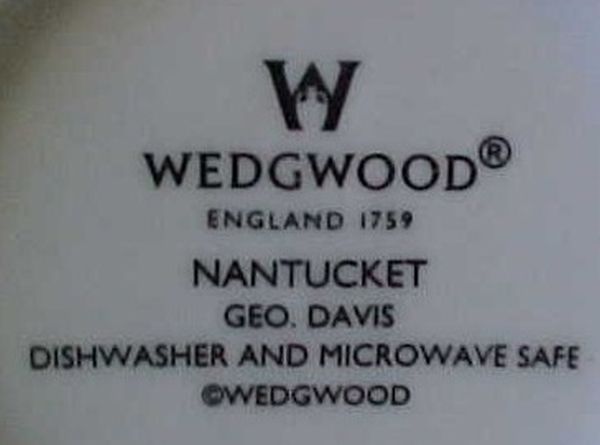 W
WEDGWOOD®
ENGLAND 1759
NANTUCKET
GEO. DAVIS
DISHWASHER AND MICROWAVE SAFE
©WEDGWOOD